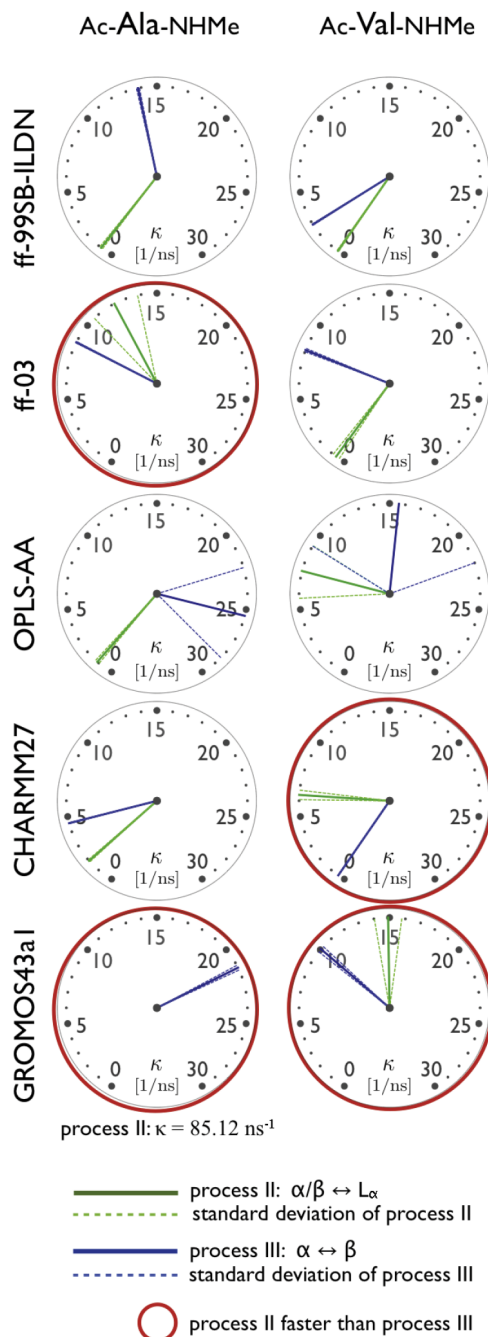 Ac-Ala-NHMe Ac-Val-NHMe
ff-99SB-ILDN
0 5 10 15 20 25 30
κ
[1/ns]
0 5 10 15 20 25 30
κ
[1/ns]
ff-03
0 5 10 15 20 25 30
κ
[1/ns]
0 5 10 15 20 25 30
κ
[1/ns]
OPLS-AA
0 5 10 15 20 25 30
κ
[1/ns]
0 5 10 15 20 25 30
κ
[1/ns]
CHARMM27
0 5 10 15 20 25 30
κ
[1/ns]
0 5 10 15 20 25 30
κ
[1/ns]
GROMOS43a1
0 5 10 15 20 25 30
κ
[1/ns]
0 5 10 15 20 25 30
κ
[1/ns]
process II: κ = 85.12 ns⁻¹
process II: α/β ↔ Lα
standard deviation of process II
process III: α ↔ β
standard deviation of process III
process II faster than process III